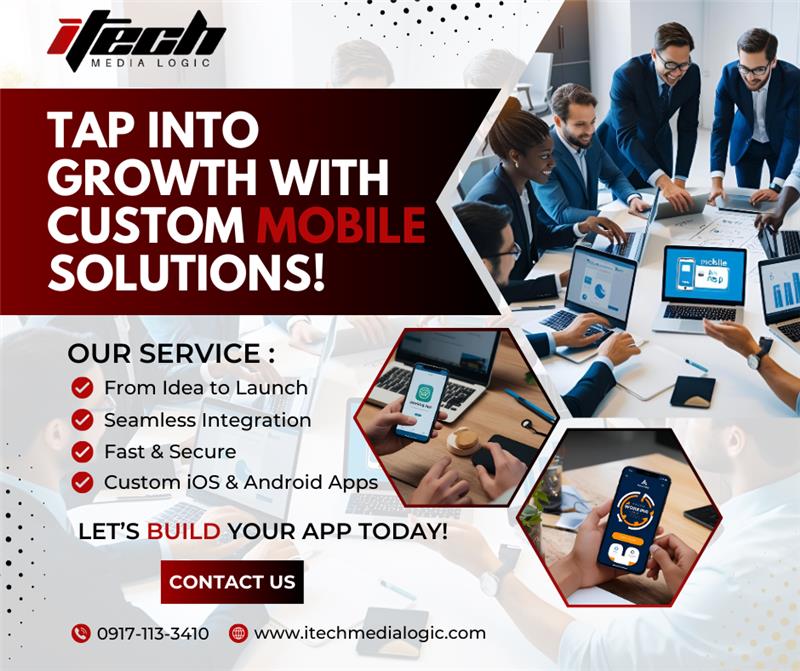 iTech
MEDIA LOGIC
TAP INTO
GROWTH WITH
CUSTOM MOBILE
SOLUTIONS!
OUR SERVICE :
From Idea to Launch
Seamless Integration
Fast & Secure
Custom iOS & Android Apps
LET'S BUILD YOUR APP TODAY!
CONTACT US
0917-113-3410
www.itechmedialogic.com